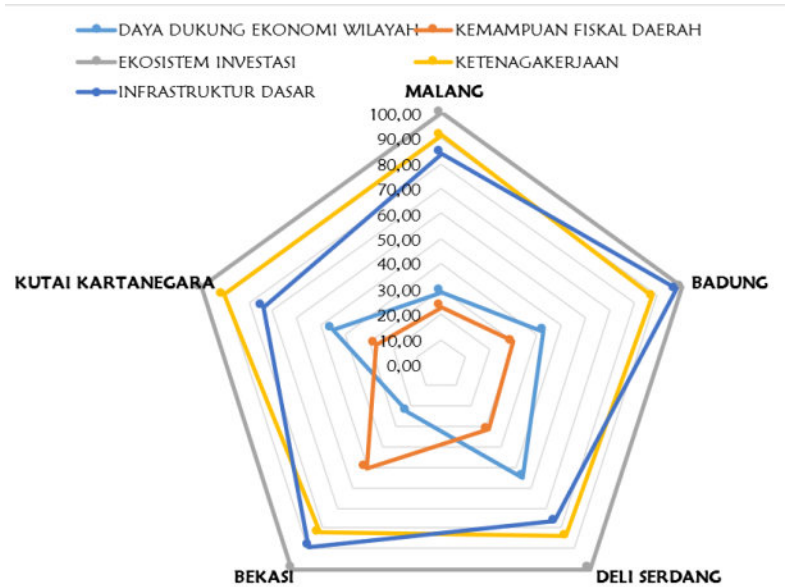 DAYA DUKUNG EKONOMI WILAYAH
KEMAMPUAN FISKAL DAERAH
EKOSISTEM INVESTASI
KETENAGAKERJAAN
INFRASTRUKTUR DASAR
MALANG
100,00
90,00
80,00
70,00
60,00
50,00
40,00
30,00
20,00
10,00
0,00
KUTAI KARTANEGARA
BADUNG
BEKASI
DELI SERDANG